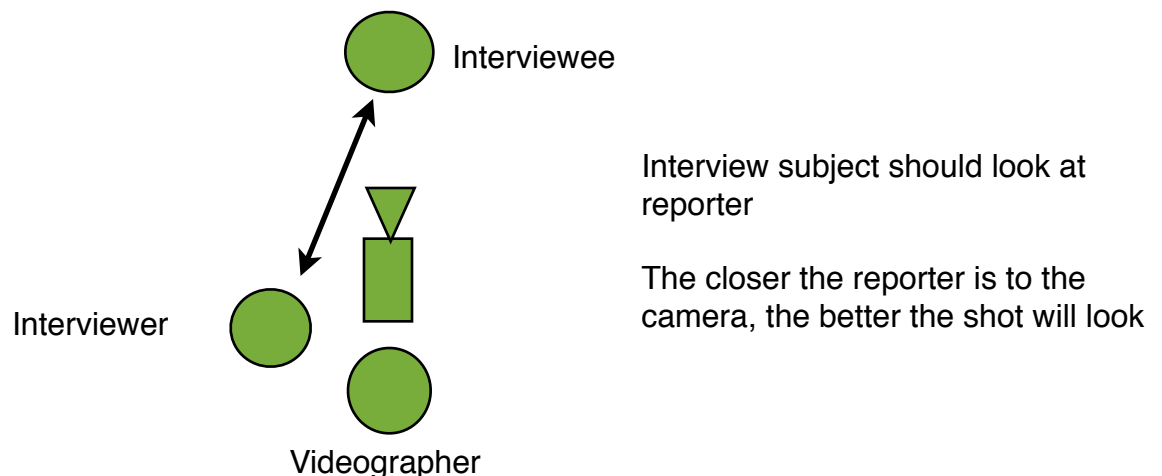 Interviewee
Interview subject should look at
reporter
The closer the reporter is to the
camera, the better the shot will look
Interviewer
Videographer